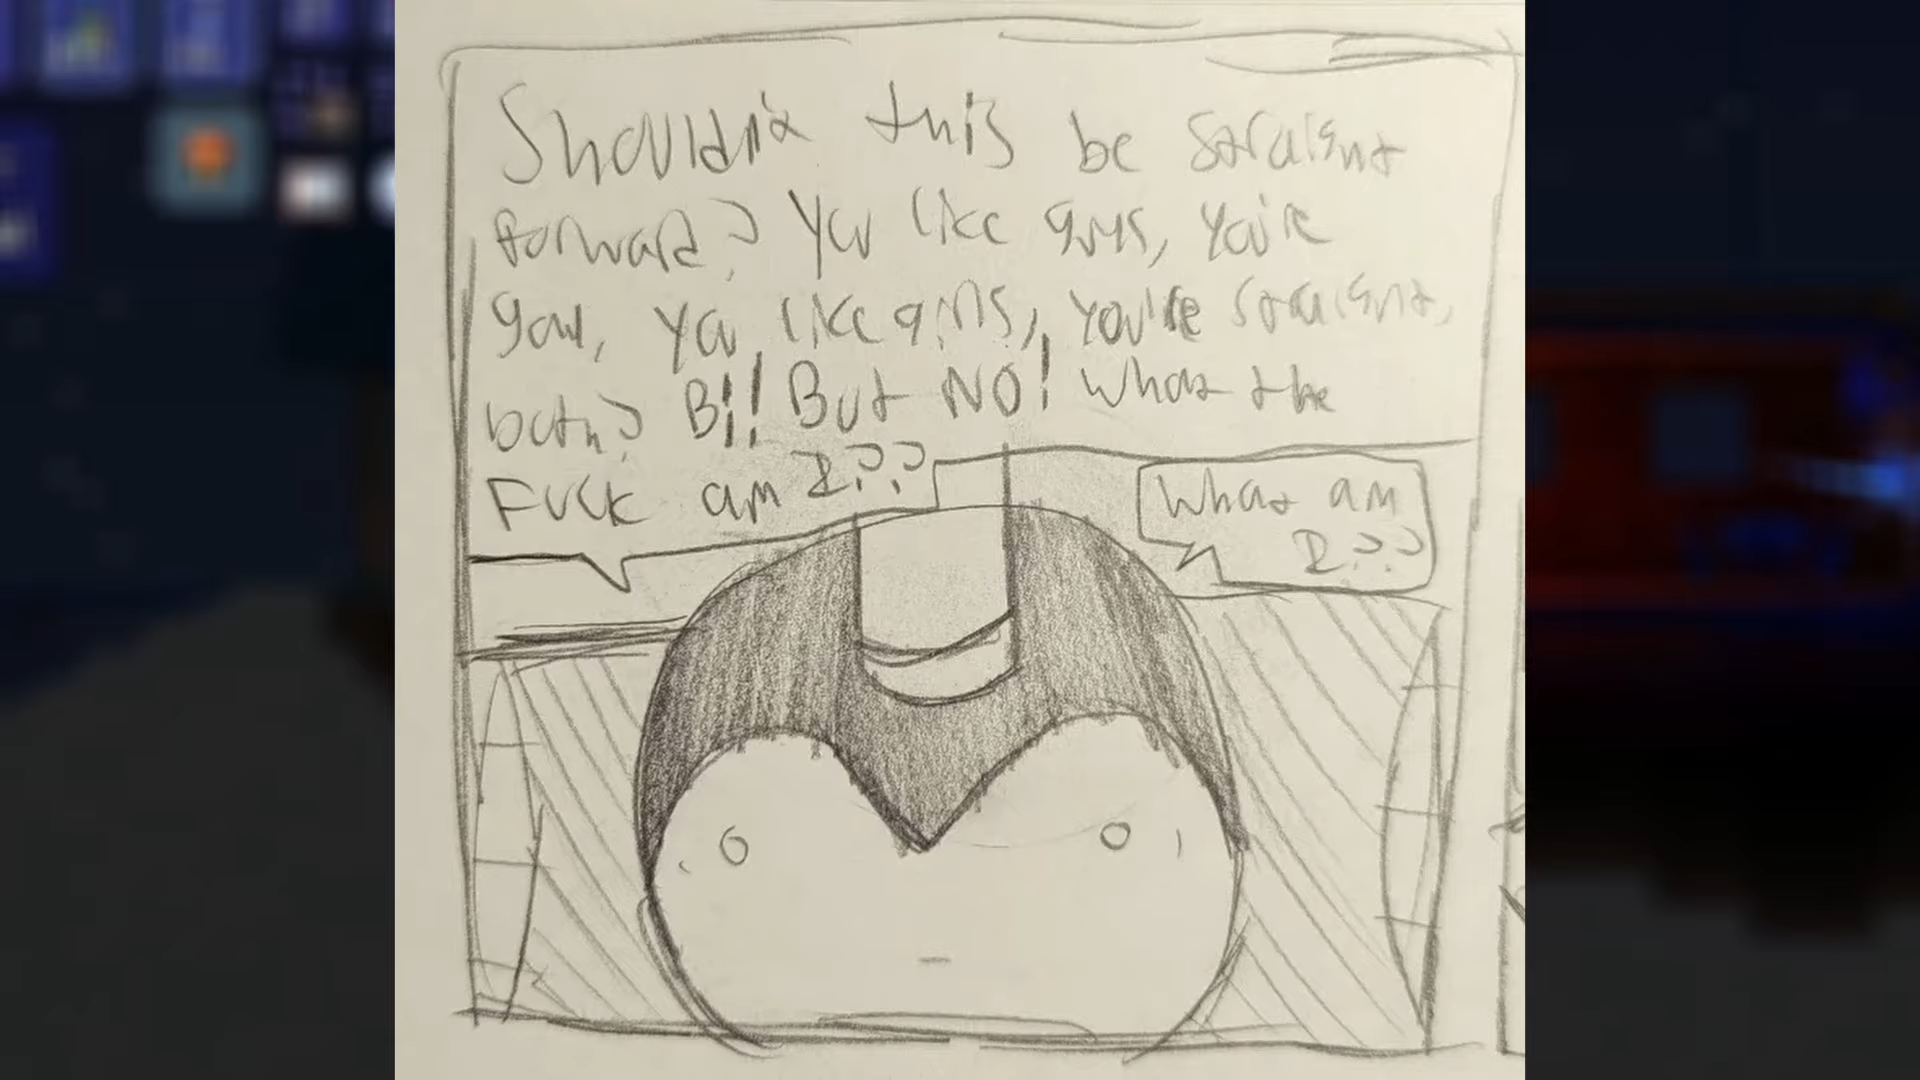 Shouldn't this be straight
forward? You like guys, you're
gay, you like girls, you're straight,
both? Bi! But NO! What the
Fuck am I??
What am
I??